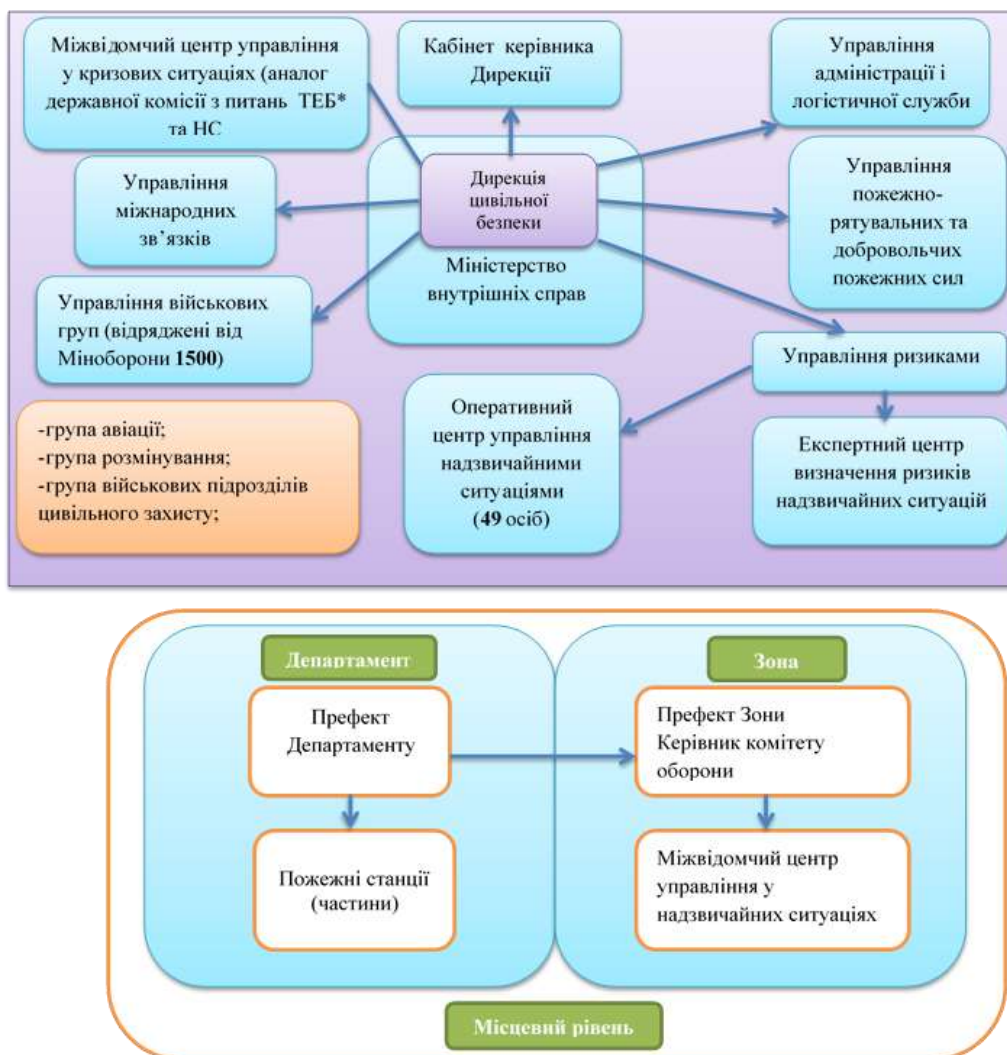 Міжвідомчий центр управління
у кризових ситуаціях (аналог
державної комісії з питань ТЕБ*
та НС
Кабінет керівника
Дирекції
Управління
адміністрації і
логістичної служби
Управління
міжнародних
зв’язків
Дирекція
цивільної
безпеки
Міністерство
внутрішніх справ
Управління
пожежно-
рятувальних та
добровольчих
пожежних сил
Управління військових
груп (відряджені від
Міноборони 1500)
Управління ризиками
-група авіації;
-група розмінування;
-група військових підрозділів
цивільного захисту;
Оперативний
центр управління
надзвичайними
ситуаціями
(49 осіб)
Експертний центр
визначення ризиків
надзвичайних ситуацій
Департамент
Зона
Префект
Департаменту
Префект Зони
Керівник комітету
оборони
Пожежні станції
(частини)
Міжвідомчий центр
управління у
надзвичайних ситуаціях
Місцевий рівень